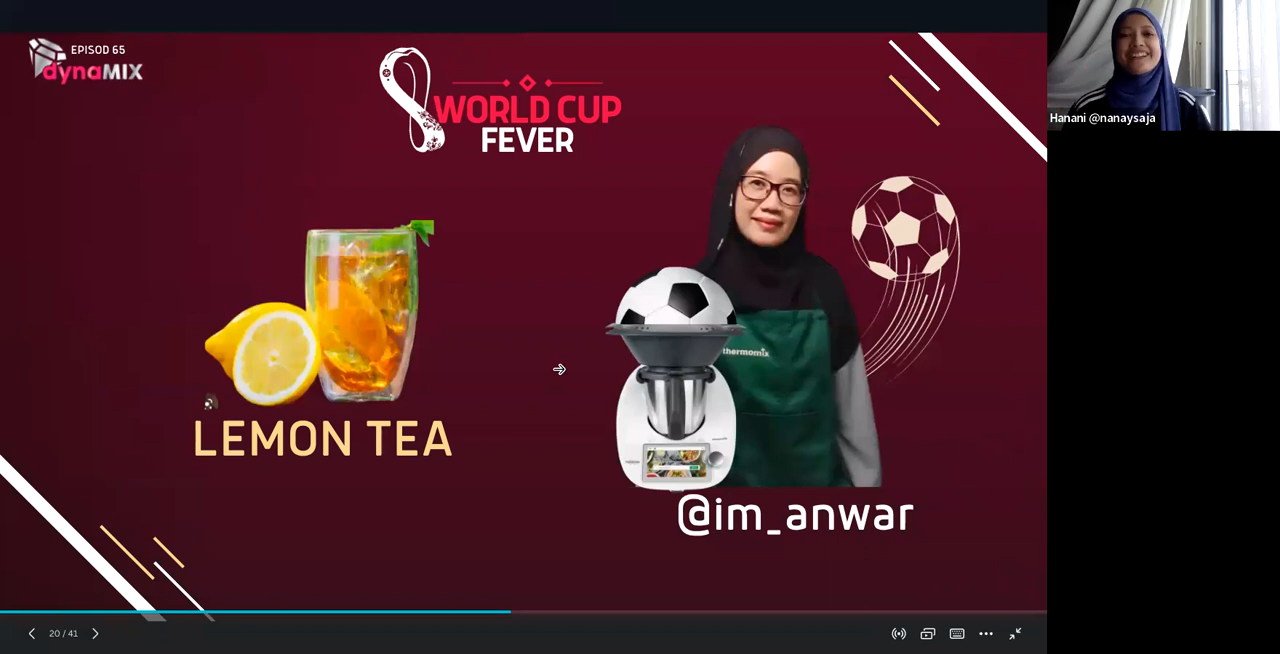 EPISOD 65
dynaMIX
WORLD CUP
FEVER
Hanani @nanaysaja
thermomix
LEMON TEA
@im_anwar
20 / 41